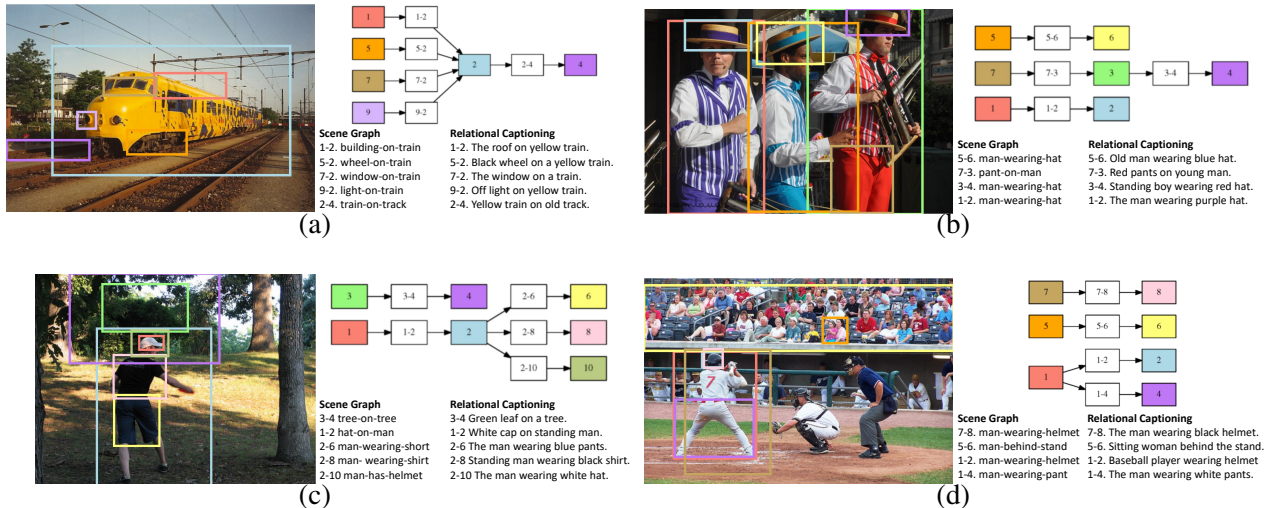 1
1-2
5
5-2
2
2-4
4
7
7-2
9
9-2
Scene Graph
1-2. building-on-train
5-2. wheel-on-train
7-2. window-on-train
9-2. light-on-train
2-4. train-on-track
Relational Captioning
1-2. The roof on yellow train.
5-2. Black wheel on a yellow train.
7-2. The window on a train.
9-2. Off light on yellow train.
2-4. Yellow train on old track.
(a)
5
5-6
6
7
7-3
3
3-4
4
1
1-2
2
Scene Graph
5-6. man-wearing-hat
7-3. pant-on-man
3-4. man-wearing-hat
1-2. man-wearing-hat
Relational Captioning
5-6. Old man wearing blue hat.
7-3. Red pants on young man.
3-4. Standing boy wearing red hat.
1-2. The man wearing purple hat.
(b)
3
3-4
4
2-6
6
1
1-2
2
2-8
8
2-10
10
Scene Graph
3-4 tree-on-tree
1-2 hat-on-man
2-6 man-wearing-short
2-8 man- wearing-shirt
2-10 man-has-helmet
Relational Captioning
3-4 Green leaf on a tree.
1-2 White cap on standing man.
2-6 The man wearing blue pants.
2-8 Standing man wearing black shirt.
2-10 The man wearing white hat.
(c)
7
7
7-8
8
5
5-6
6
1
1-2
2
1-4
4
Scene Graph
7-8. man-wearing-helmet
5-6. man-behind-stand
1-2. man-wearing-helmet
1-4. man-wearing-pant
Relational Captioning
7-8. The man wearing black helmet.
5-6. Sitting woman behind the stand.
1-2. Baseball player wearing helmet
1-4. The man wearing white pants.
(d)